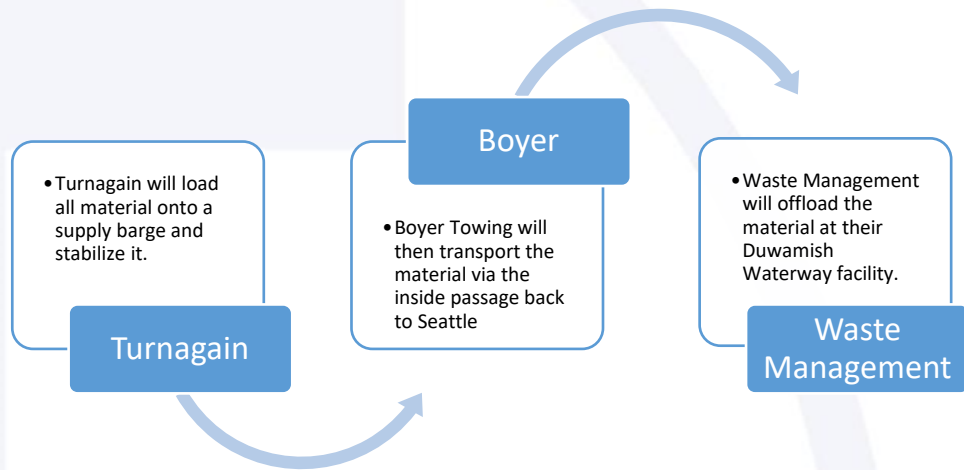 •Turnagain will load
all material onto a
supply barge and
stabilize it.
Turnagain
Boyer
•Boyer Towing will
then transport the
material via the
inside passage back
to Seattle
•Waste Management
will offload the
material at their
Duwamish
Waterway facility.
Waste
Management